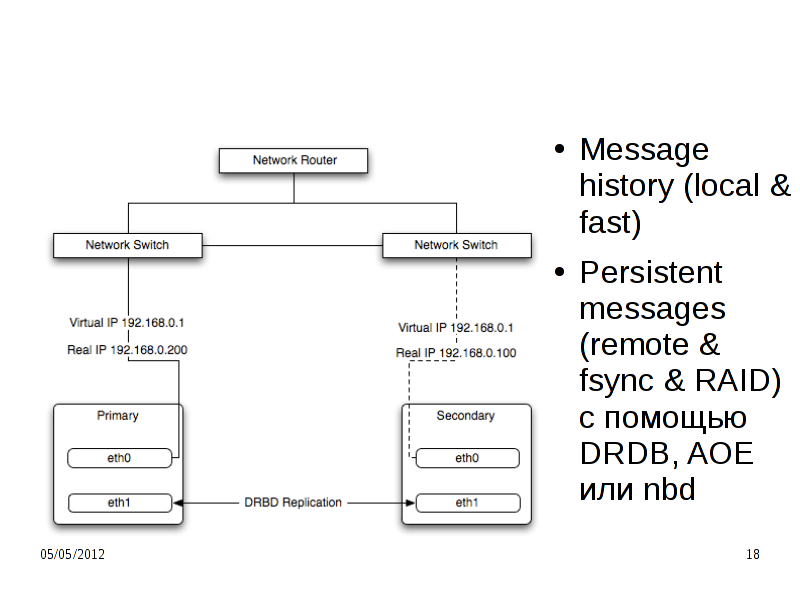 Network Router
Network Switch
Network Switch
Virtual IP 192.168.0.1
Real IP 192.168.0.200
Virtual IP 192.168.0.1
Real IP 192.168.0.100
Primary
eth0
eth1
DRBD Replication
Secondary
eth0
eth1
• Message
history (local &
fast)
• Persistent
messages
(remote &
fsync & RAID)
с помощью
DRDB, AOE
или nbd
05/05/2012
18